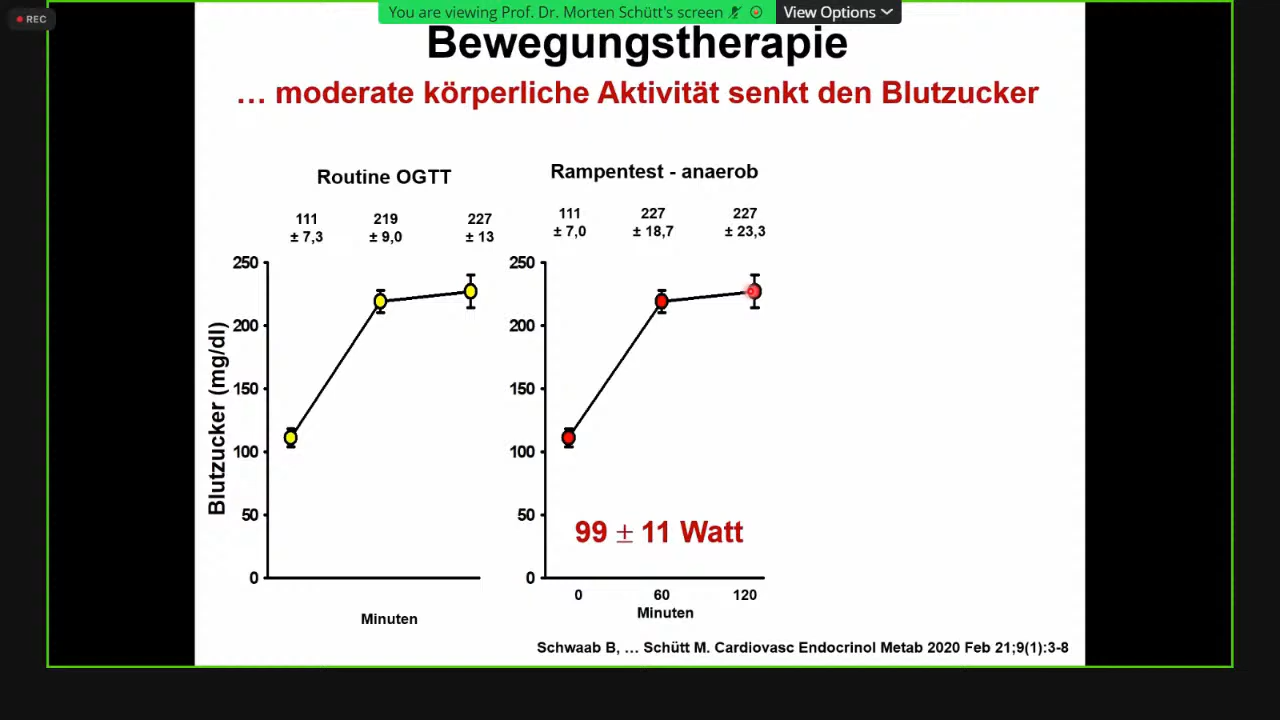 REC
You are viewing Prof. Dr. Morten Schütt's screen
View Options
Bewegungstherapie
… moderate körperliche Aktivität senkt den Blutzucker
Routine OGTT
111 219 227
± 7,3 ± 9,0 ± 13
250
200
150
100
50
0
Blutzucker (mg/dl)
Minuten
Rampentest - anaerob
111 227 227
± 7,0 ± 18,7 ± 23,3
250
200
150
100
50
0
99 ± 11 Watt
0 60 120
Minuten
Schwaab B, … Schütt M. Cardiovasc Endocrinol Metab 2020 Feb 21;9(1):3-8